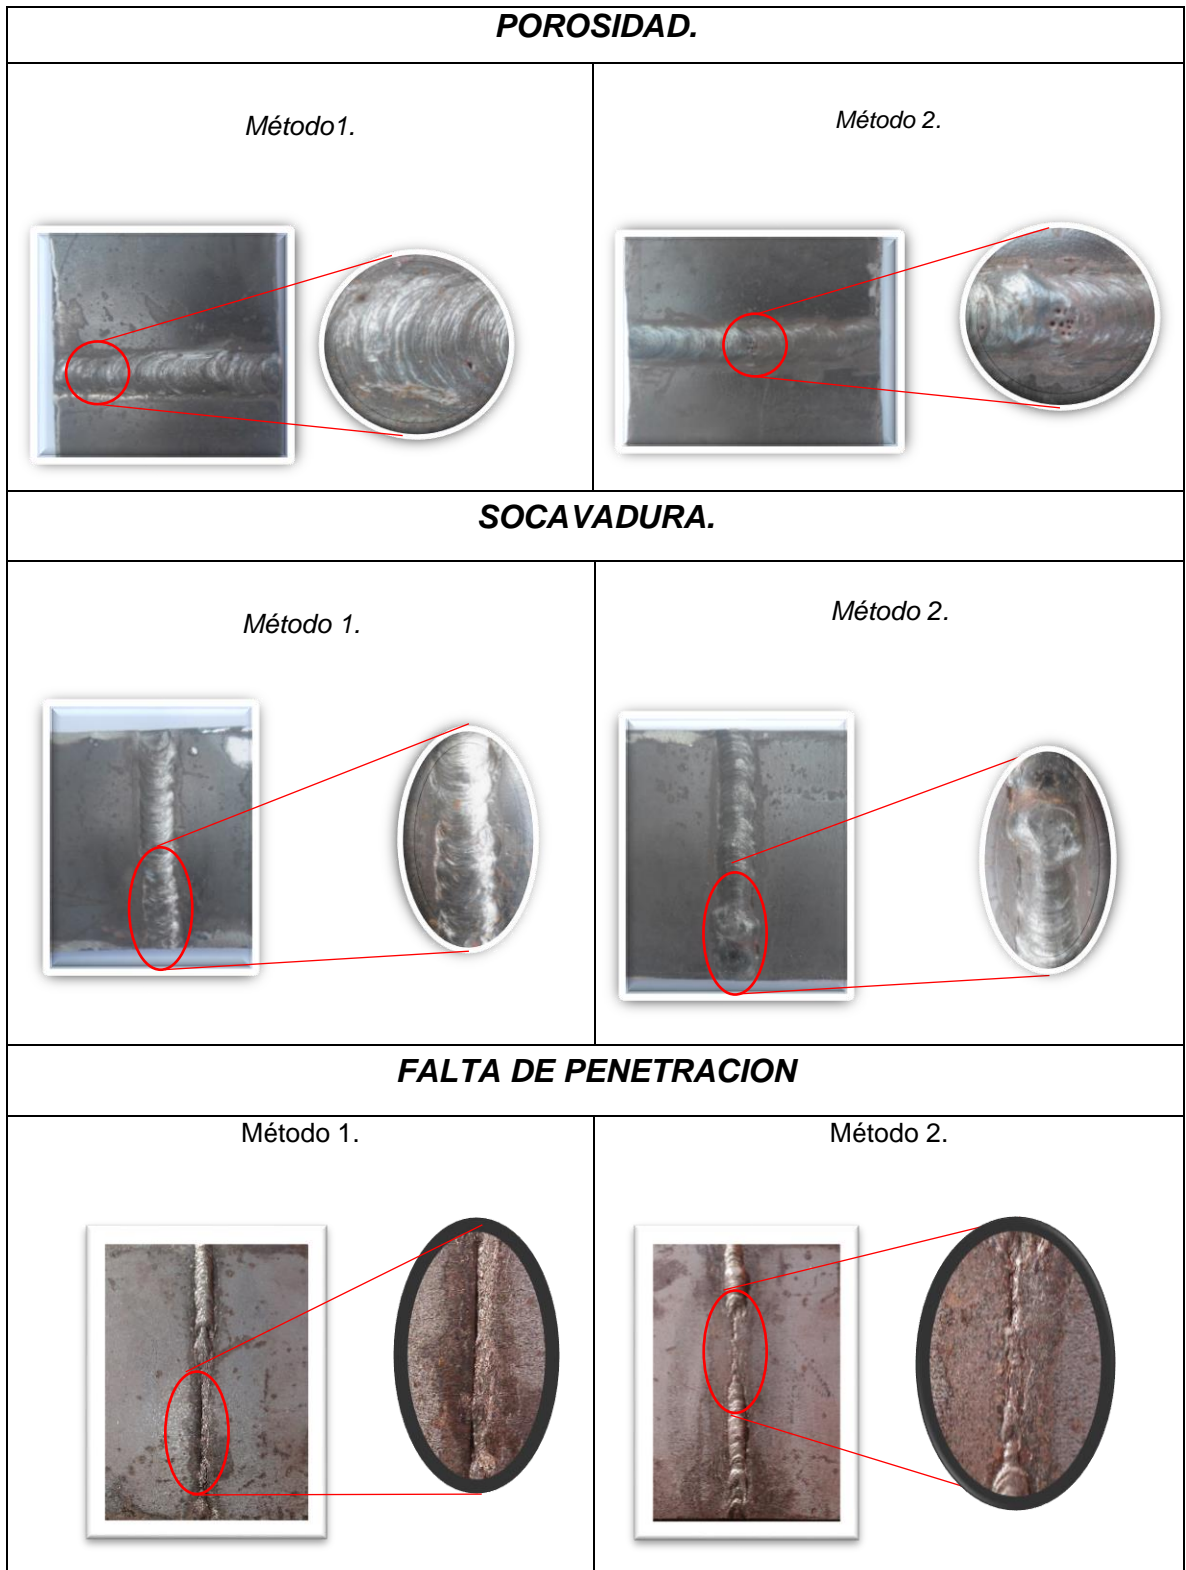 POROSIDAD.
Método1.
Método 2.
SOCAVADURA.
Método 1.
Método 2.
FALTA DE PENETRACION
Método 1.
Método 2.